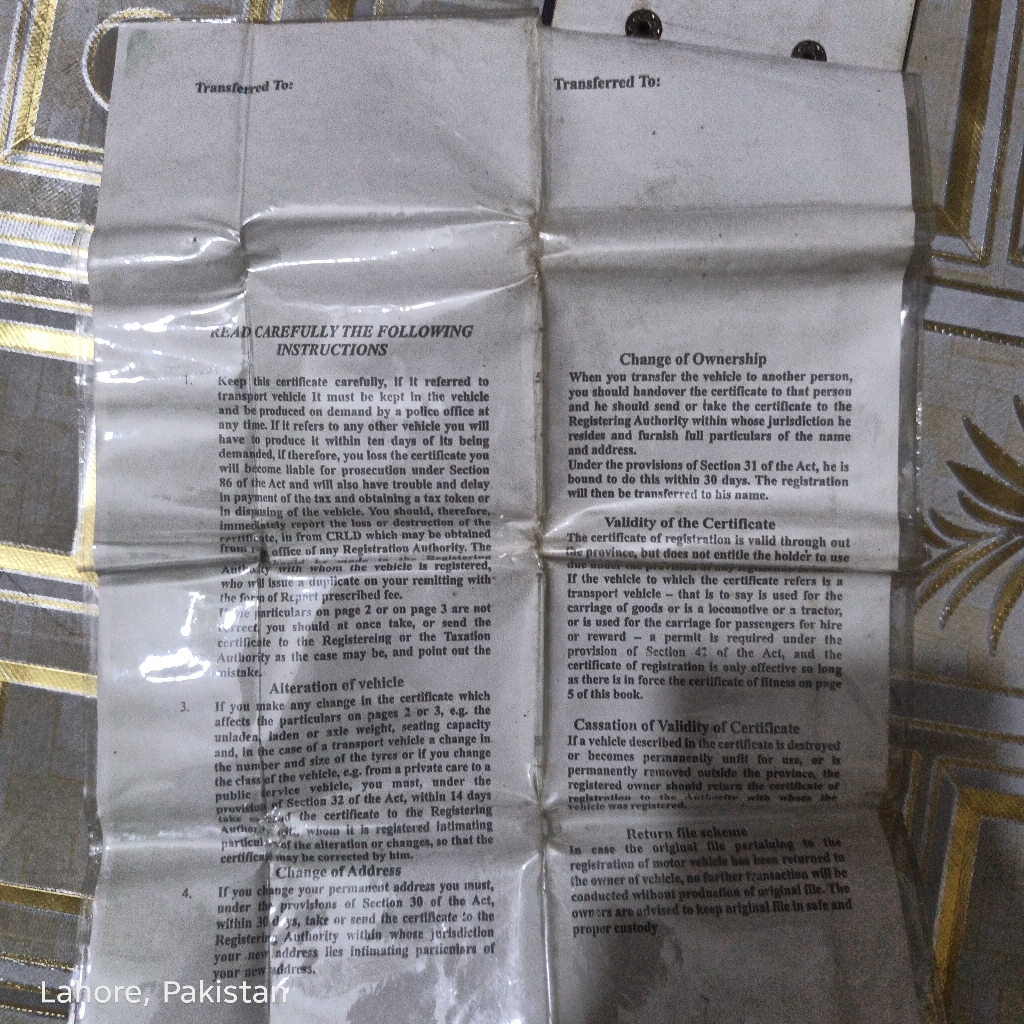 Transferred To:
READ CAREFULLY THE FOLLOWING
INSTRUCTIONS
1. Keep this certificate carefully, if it referred to
transport vehicle It must be kept in the vehicle
and be produced on demand by a police office at
any time. If it refers to any other vehicle you will
have to produce it within ten days of its being
demanded, if therefore, you loss the certificate you
will become liable for prosecution under Section
86 of the Act and will also have trouble and delay
in payment of the tax and obtaining a tax token or
in disposing of the vehicle. You should, therefore,
immediately report the loss or destruction of the
certificate, in from CRLD which may be obtained
from office of any Registration Authority. The
Authority with whom the vehicle is registered,
who will issue a duplicate on your remitting with
the form of Report prescribed fee.
particulars on page 2 or on page 3 are not
correct, you should at once take, or send the
certificate to the Registereing or the Taxation
Authority as the case may be, and point out the
mistake.
Alteration of vehicle
3. If you make any change in the certificate which
affects the particulars on pages 2 or 3, e.g. the
unladen, laden or axle weight, seating capacity
and, in the case of a transport vehicle a change in
the number and size of the tyres or if you change
the class of the vehicle, e.g. from a private care to a
public service vehicle, you must, under the
provision of Section 32 of the Act, within 14 days
take the certificate to the Registering
whom it is registered intimating
of the alteration or changes, so that the
certificate may be corrected by him.
Change of Address
4. If you change your permanent address you must,
under the provisions of Section 30 of the Act,
within 30 days, take or send the certificate to the
Registering Authority within whose jurisdiction
your new address lies intimating particulars of
your new address.
Transferred To:
Change of Ownership
5. When you transfer the vehicle to another person,
you should handover the certificate to that person
and he should send or take the certificate to the
Registering Authority within whose jurisdiction he
resides and furnish full particulars of the name
and address.
Under the provisions of Section 31 of the Act, he is
bound to do this within 30 days. The registration
will then be transferred to his name.
Validity of the Certificate
The certificate of registration is valid through out
the province, but does not entitle the holder to use
If the vehicle to which the certificate refers is a
transport vehicle – that is to say is used for the
carriage of goods or is a locomotive or a tractor,
or is used for the carriage for passengers for hire
or reward – a permit is required under the
provision of Section of the Act, and the
certificate of registration is only effective so long
as there is in force the certificate of fitness on page
5 of this book.
Cassation of Validity of Certificate
If a vehicle described in the certificate is destroyed
or becomes permanently unfit for use, or is
permanently removed outside the province, the
registered owner should return the certificate of
registration to the Authority with whom the
vehicle was registered.
Return file scheme
In case the original file pertaining to the
registration of motor vehicle has been returned to
the owner of vehicle, no further transaction will be
conducted without production of original file. The
owners are advised to keep original file in safe and
proper custody
Lahore, Pakistan